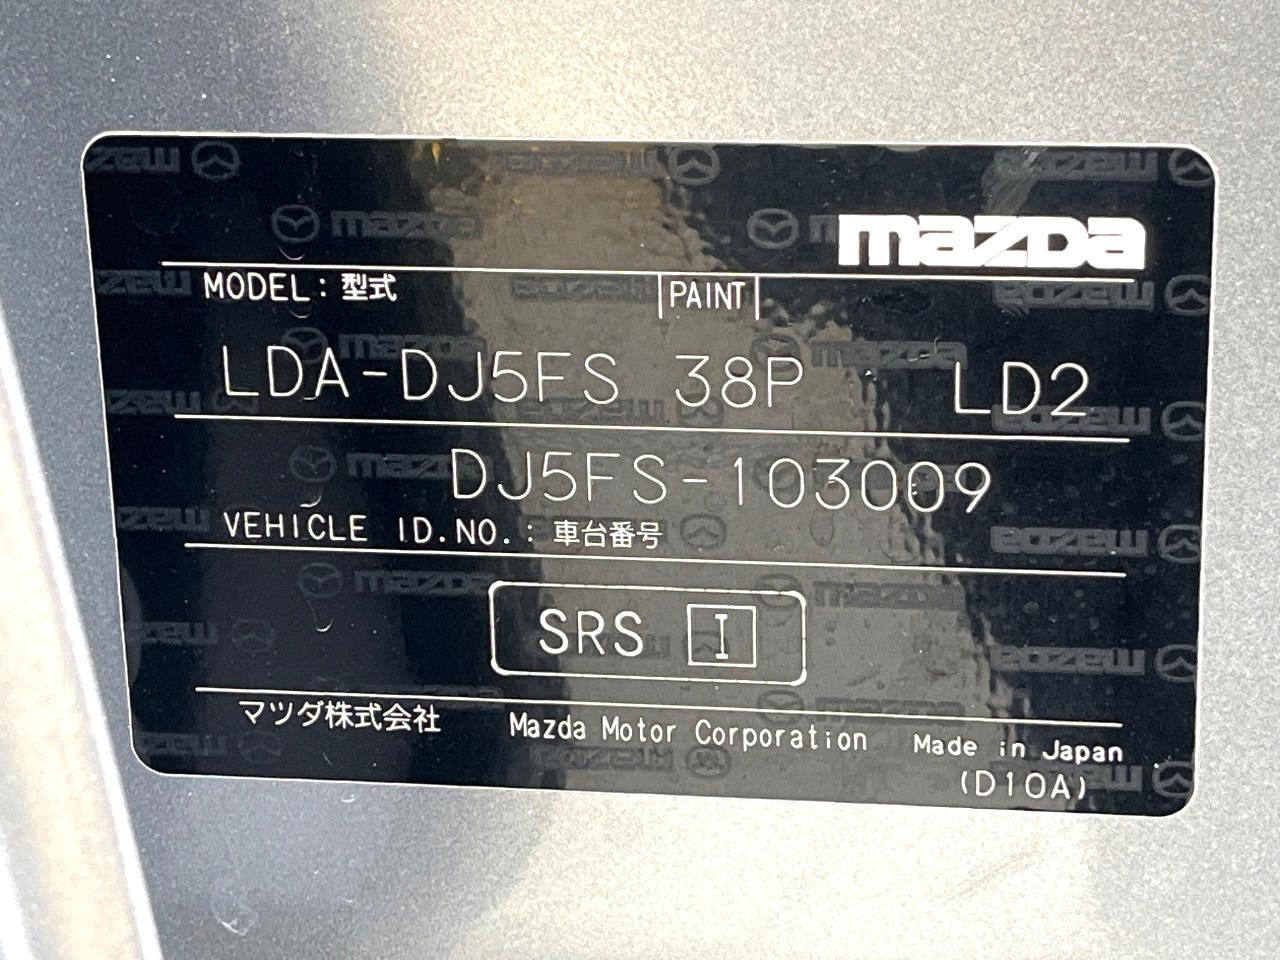 mazda
MODEL : 型式 PAINT
LDA-DJ5FS 38P LD2
DJ5FS-103009
VEHICLE ID.NO. : 車台番号
SRS I
マツダ株式会社 Mazda Motor Corporation Made in Japan
(D10A)